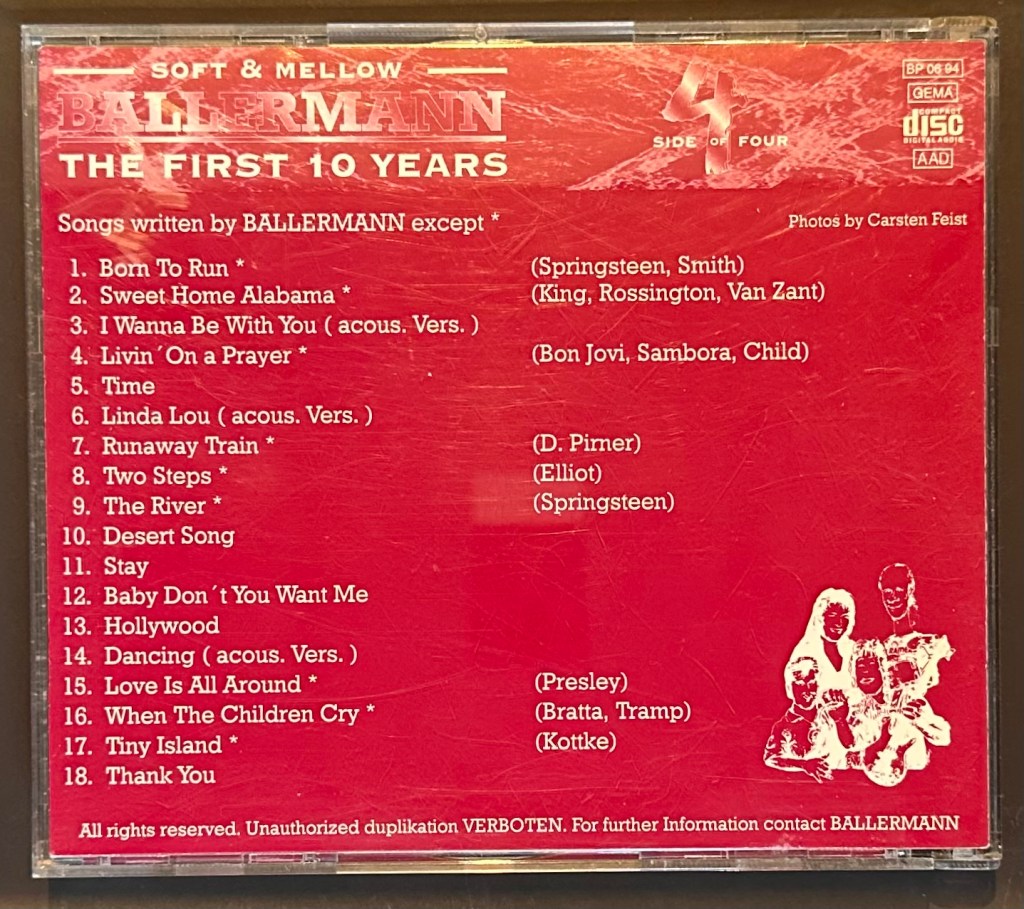 SOFT & MELLOW
BALLERMANN
THE FIRST 10 YEARS
4
SIDE OF FOUR
BP 06 94
GEMA
COMPACT
disc
DIGITAL AUDIO
AAD
Songs written by BALLERMANN except *
Photos by Carsten Feist
1. Born To Run * (Springsteen, Smith)
2. Sweet Home Alabama * (King, Rossington, Van Zant)
3. I Wanna Be With You ( acous. Vers. )
4. Livin´On a Prayer * (Bon Jovi, Sambora, Child)
5. Time
6. Linda Lou ( acous. Vers. )
7. Runaway Train * (D. Pirner)
8. Two Steps * (Elliot)
9. The River * (Springsteen)
10. Desert Song
11. Stay
12. Baby Don´t You Want Me
13. Hollywood
14. Dancing ( acous. Vers. )
15. Love Is All Around * (Presley)
16. When The Children Cry * (Bratta, Tramp)
17. Tiny Island * (Kottke)
18. Thank You
All rights reserved. Unauthorized duplikation VERBOTEN. For further Information contact BALLERMANN